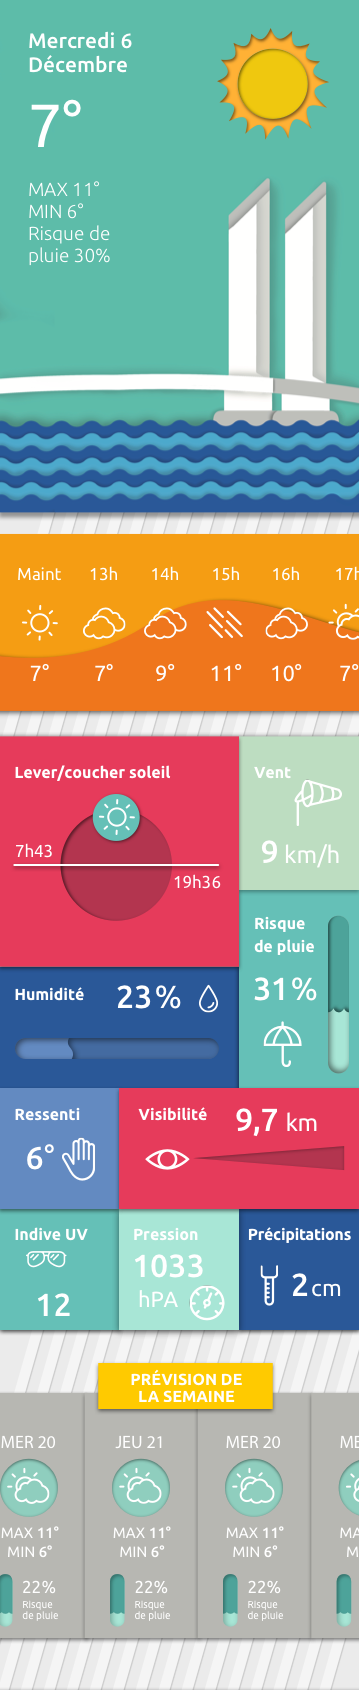 Mercredi 6
Décembre
7°
MAX 11°
MIN 6°
Risque de
pluie 30%
Maint 13h 14h 15h 16h 17h
7° 7° 9° 11° 10° 7°
Lever/coucher soleil
7h43
19h36
Vent
9 km/h
Risque
de pluie
31%
Humidité 23%
Ressenti
6°
Visibilité 9,7 km
Indive UV
12
Pression
1033
hPA
Précipitations
2cm
PRÉVISION DE
LA SEMAINE
MER 20 JEU 21 MER 20 ME
MAX 11° MAX 11° MAX 11° MA
MIN 6° MIN 6° MIN 6° M
22% 22% 22%
Risque Risque Risque
de pluie de pluie de pluie